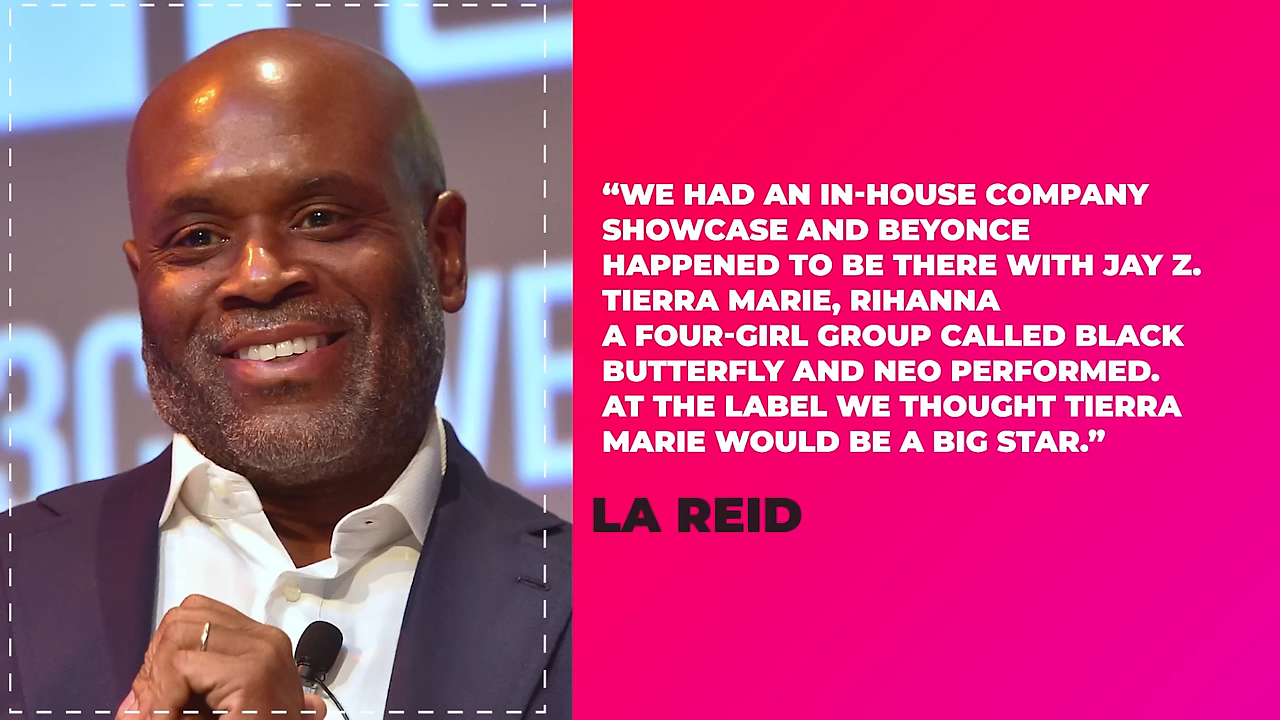 “WE HAD AN IN-HOUSE COMPANY
SHOWCASE AND BEYONCE
HAPPENED TO BE THERE WITH JAY Z.
TIERRA MARIE, RIHANNA
A FOUR-GIRL GROUP CALLED BLACK
BUTTERFLY AND NEO PERFORMED.
AT THE LABEL WE THOUGHT TIERRA
MARIE WOULD BE A BIG STAR.”
LA REID